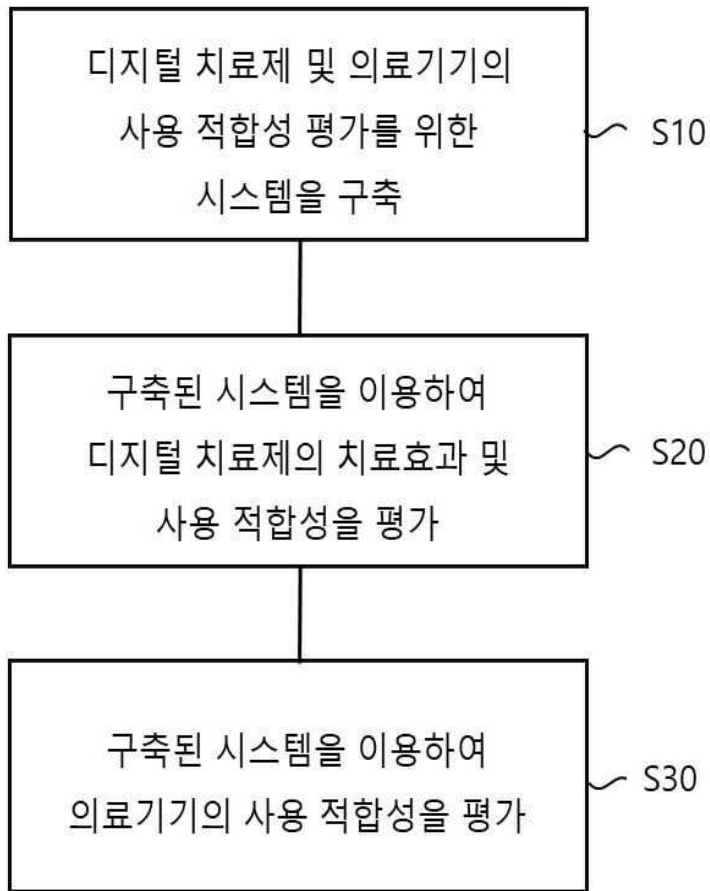 디지털 치료제 및 의료기기의
사용 적합성 평가를 위한
시스템을 구축
S10
구축된 시스템을 이용하여
디지털 치료제의 치료효과 및
사용 적합성을 평가
S20
구축된 시스템을 이용하여
의료기기의 사용 적합성을 평가
S30